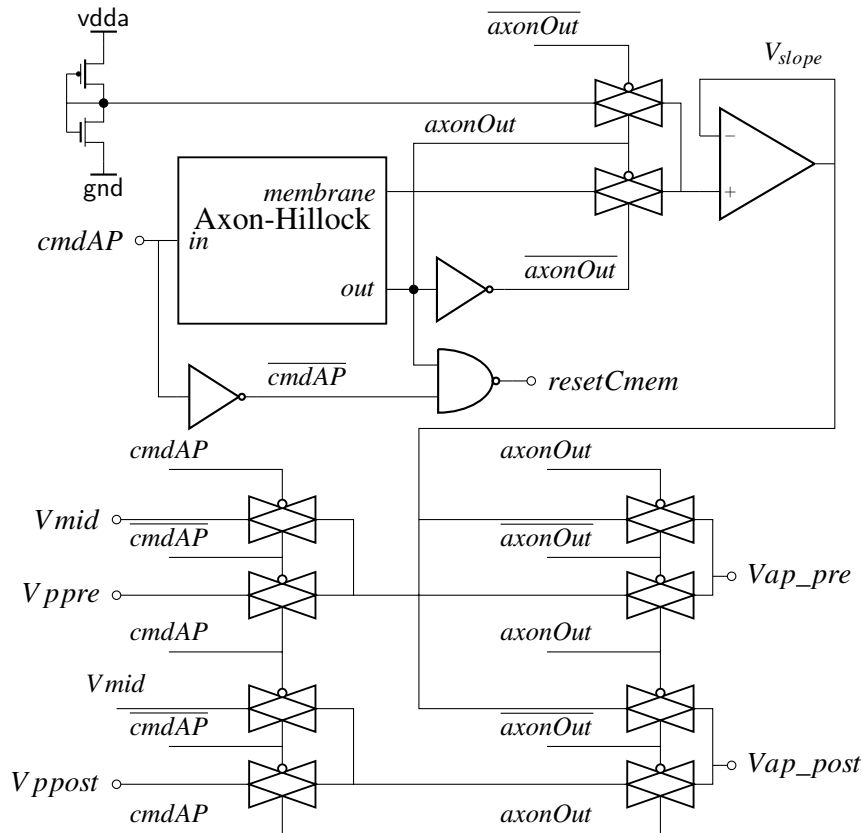 vdda
axonOut
V_slope
axonOut
gnd
membrane
Axon-Hillock
cmdAP
in
axonOut
out
cmdAP
resetCmem
−
+
cmdAP
axonOut
Vmid
cmdAP
axonOut
Vppre
Vap_pre
cmdAP
axonOut
Vmid
cmdAP
axonOut
Vppost
Vap_post
cmdAP
axonOut